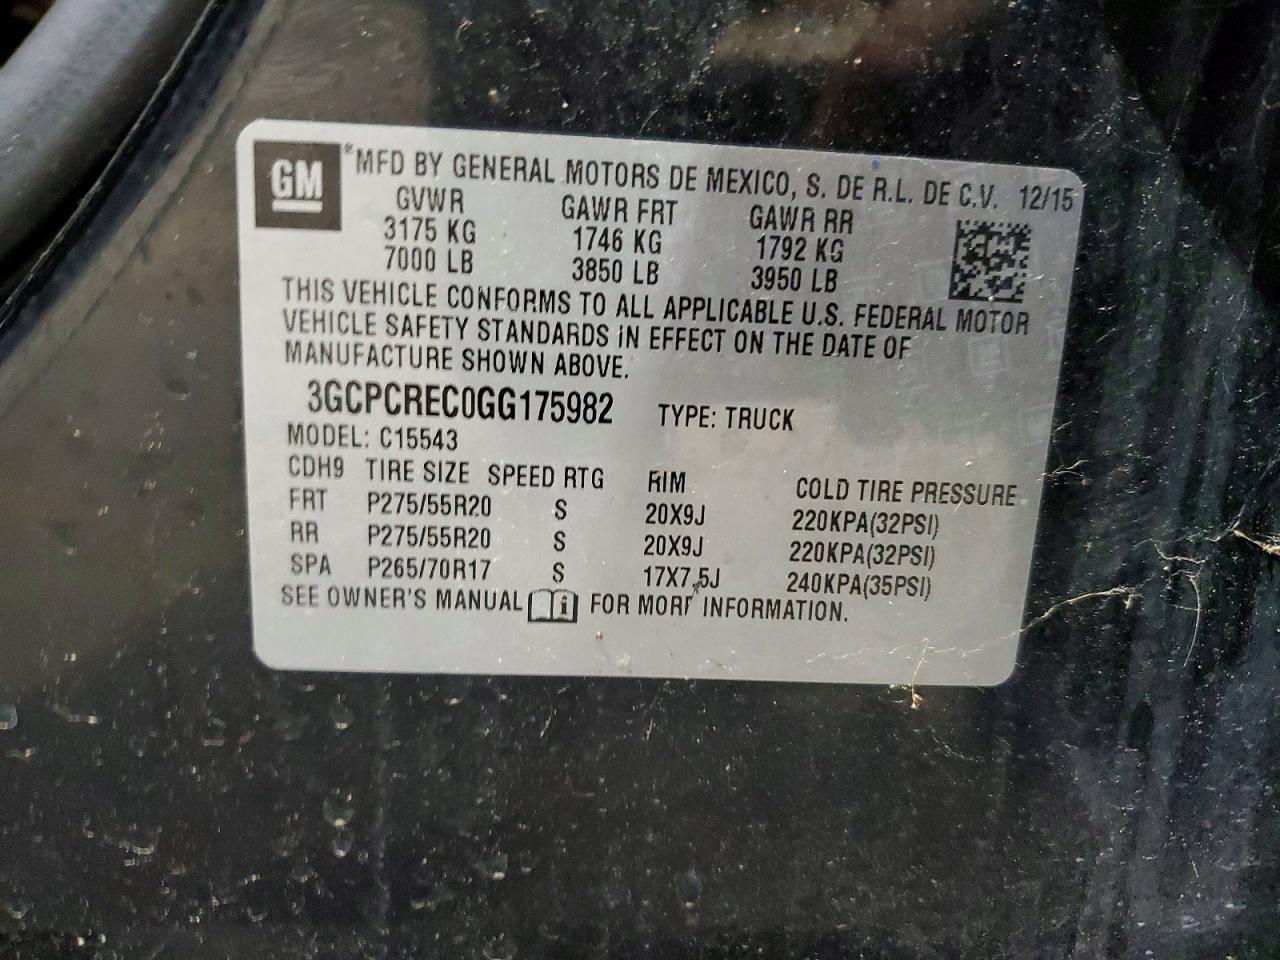 GM
®MFD BY GENERAL MOTORS DE MEXICO, S. DE R.L. DE C.V. 12/15
GVWR GAWR FRT GAWR RR
3175 KG 1746 KG 1792 KG
7000 LB 3850 LB 3950 LB
THIS VEHICLE CONFORMS TO ALL APPLICABLE U.S. FEDERAL MOTOR
VEHICLE SAFETY STANDARDS IN EFFECT ON THE DATE OF
MANUFACTURE SHOWN ABOVE.
3GCPCREC0GG175982 TYPE: TRUCK
MODEL: C15543
CDH9 TIRE SIZE SPEED RTG RIM COLD TIRE PRESSURE
FRT P275/55R20 S 20X9J 220KPA(32PSI)
RR P275/55R20 S 20X9J 220KPA(32PSI)
SPA P265/70R17 S 17X7.5J 240KPA(35PSI)
SEE OWNER'S MANUAL i FOR MORE INFORMATION.